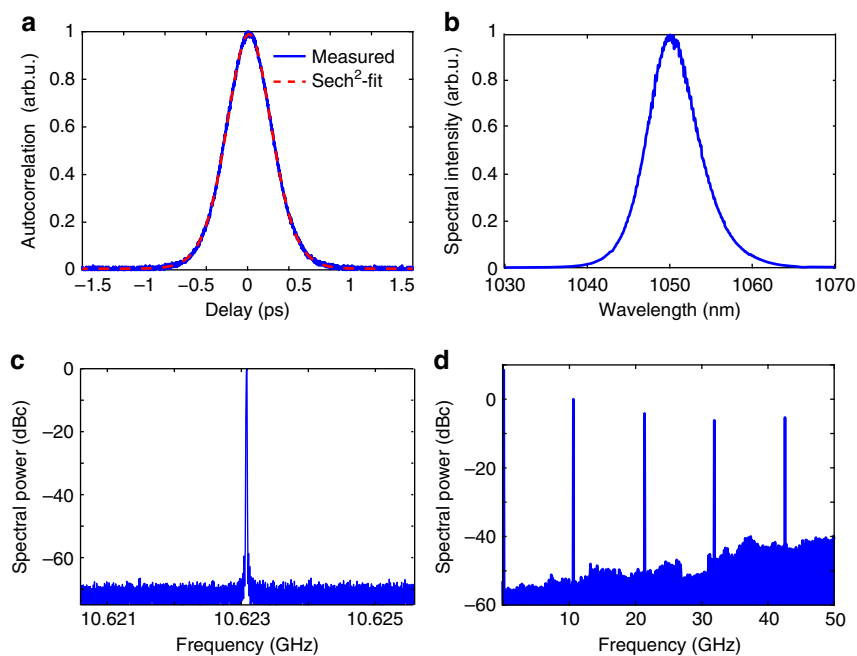 a
Autocorrelation (arb.u.)
1
0.8
0.6
0.4
0.2
0
Measured
Sech²-fit
−1.5 −1 −0.5 0 0.5 1 1.5
Delay (ps)
b
Spectral intensity (arb.u.)
1
0.8
0.6
0.4
0.2
0
1030 1040 1050 1060 1070
Wavelength (nm)
c
Spectral power (dBc)
0
−20
−40
−60
10.621 10.623 10.625
Frequency (GHz)
d
Spectral power (dBc)
0
−20
−40
−60
10 20 30 40 50
Frequency (GHz)